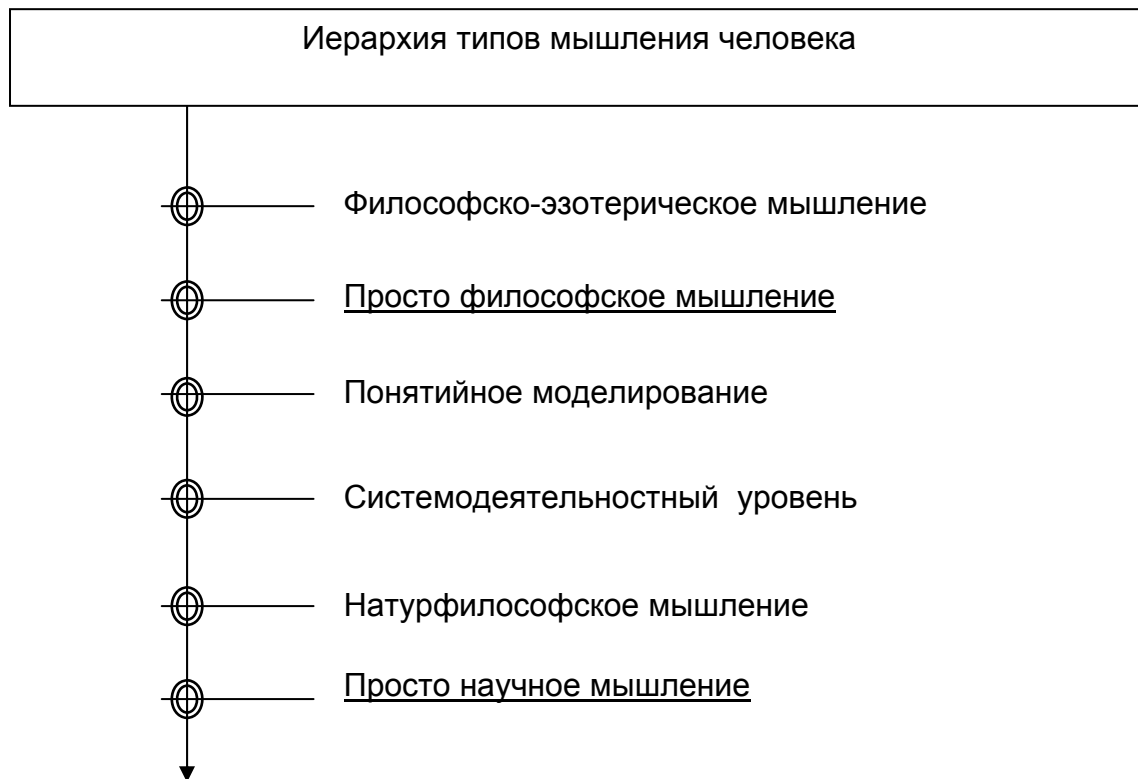 Иерархия типов мышления человека
Философско-эзотерическое мышление
Просто философское мышление
Понятийное моделирование
Системодеятельностный уровень
Натурфилософское мышление
Просто научное мышление